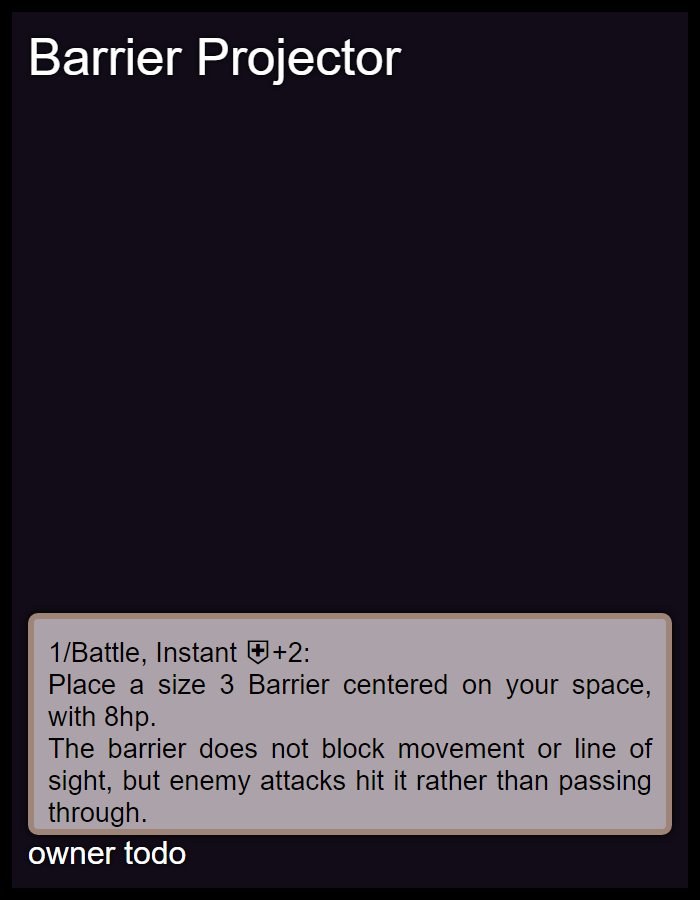 Barrier Projector
1/Battle, Instant ⛨+2:
Place a size 3 Barrier centered on your space,
with 8hp.
The barrier does not block movement or line of
sight, but enemy attacks hit it rather than passing
through.
owner todo